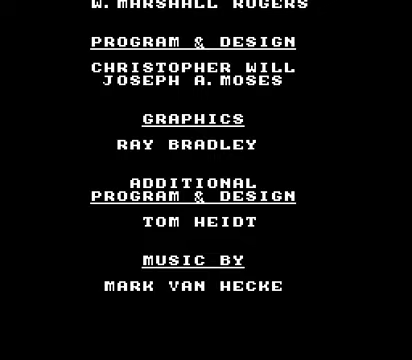 W. MARSHALL ROGERS
PROGRAM & DESIGN
CHRISTOPHER WILL
JOSEPH A. MOSES
GRAPHICS
RAY BRADLEY
ADDITIONAL
PROGRAM & DESIGN
TOM HEIDT
MUSIC BY
MARK VAN HECKE